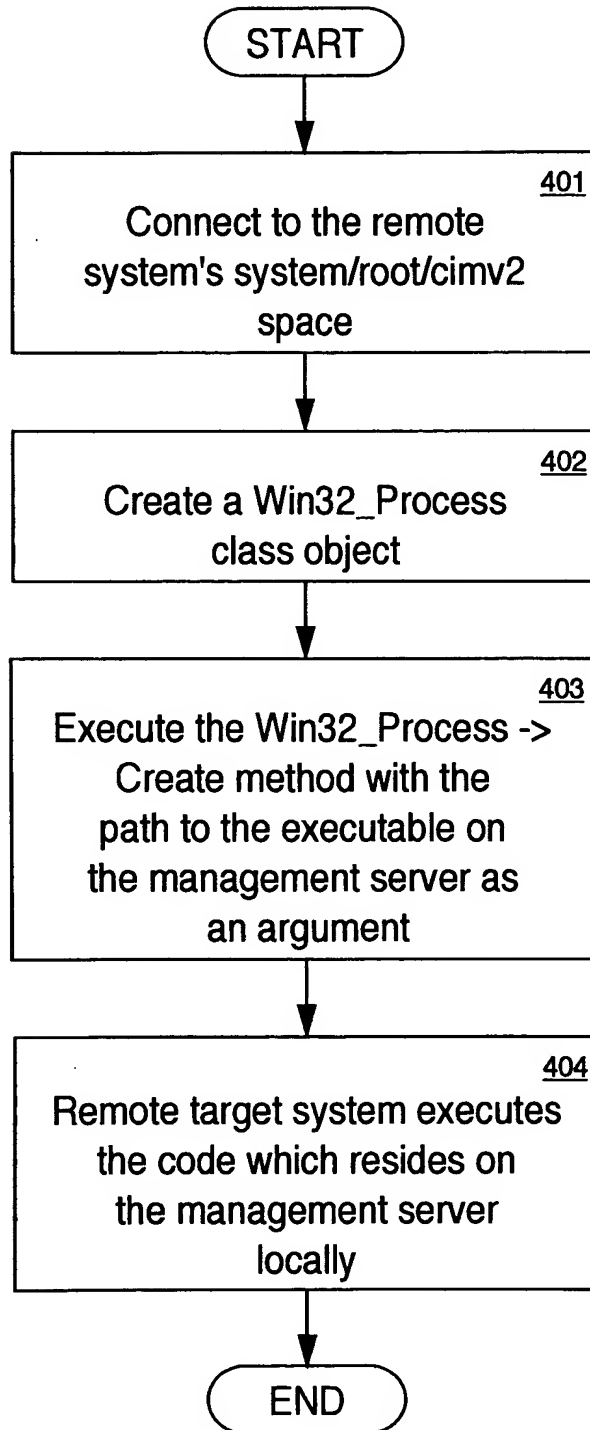 START
401
Connect to the remote
system's system/root/cimv2
space
402
Create a Win32_Process
class object
403
Execute the Win32_Process ->
Create method with the
path to the executable on
the management server as
an argument
404
Remote target system executes
the code which resides on
the management server
locally
END